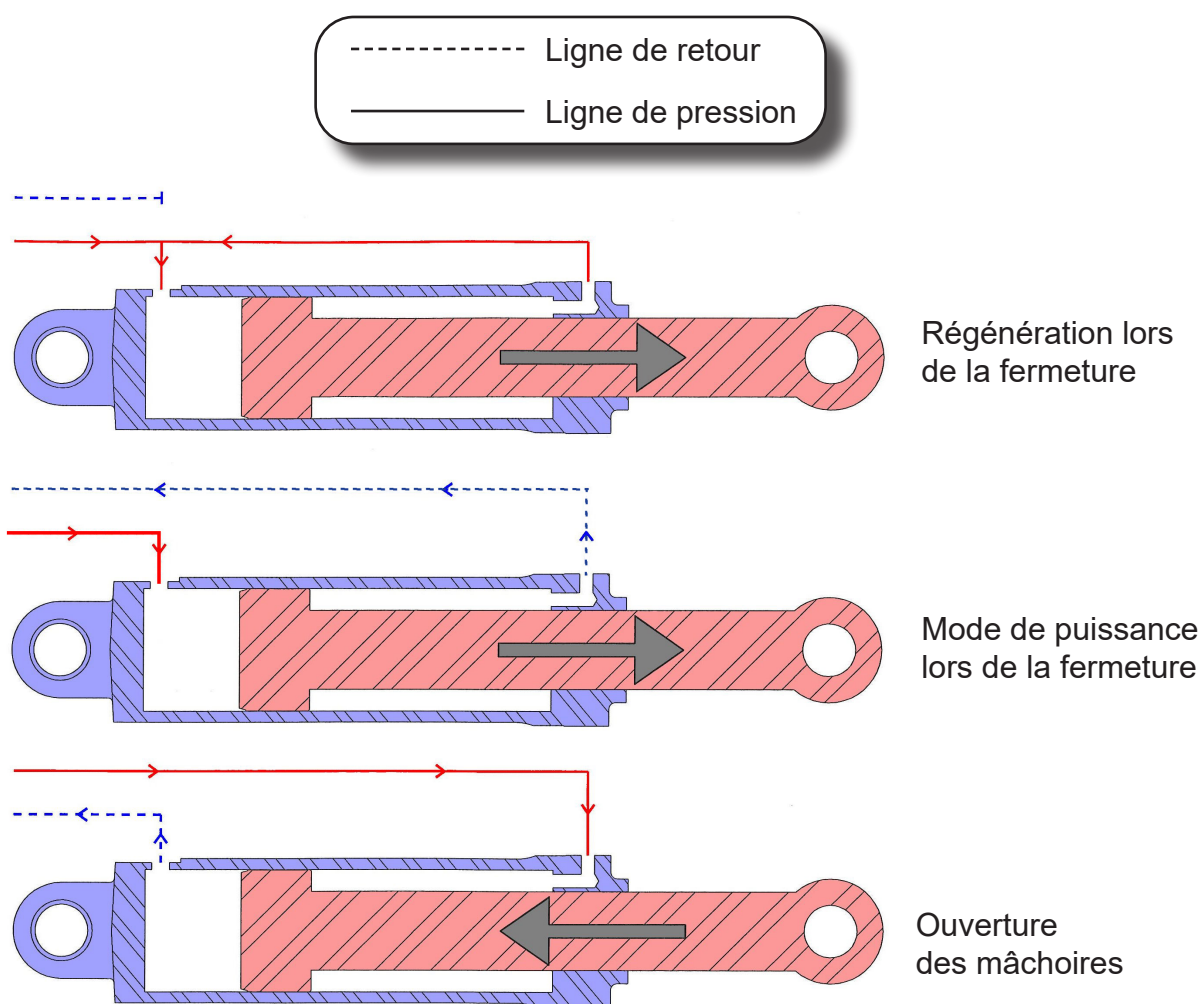 Ligne de retour
Ligne de pression
Régénération lors
de la fermeture
Mode de puissance
lors de la fermeture
Ouverture
des mâchoires